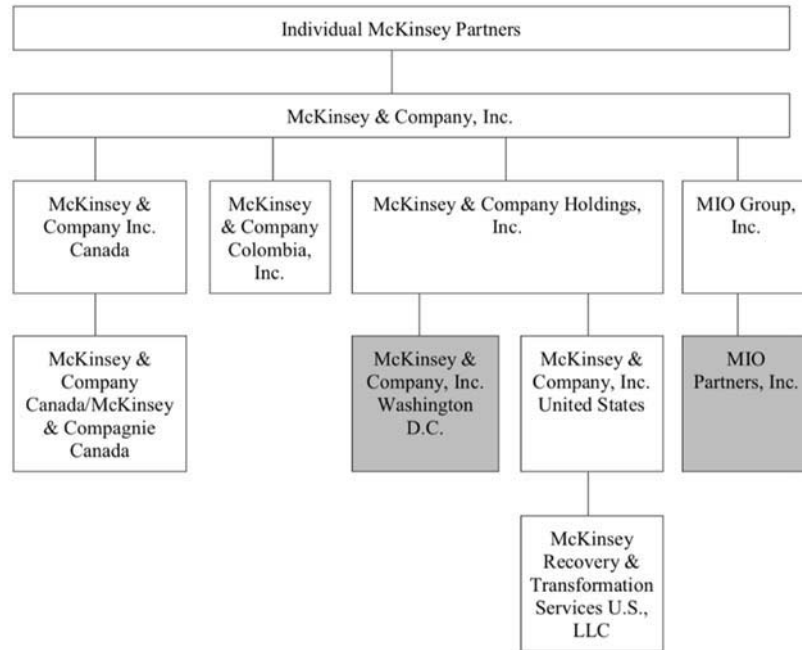 Individual McKinsey Partners
McKinsey & Company, Inc.
McKinsey &
Company Inc.
Canada
McKinsey
& Company
Colombia,
Inc.
McKinsey & Company Holdings,
Inc.
MIO Group,
Inc.
McKinsey &
Company
Canada/McKinsey
& Compagnie
Canada
McKinsey &
Company, Inc.
Washington
D.C.
McKinsey &
Company, Inc.
United States
MIO
Partners, Inc.
McKinsey
Recovery &
Transformation
Services U.S.,
LLC